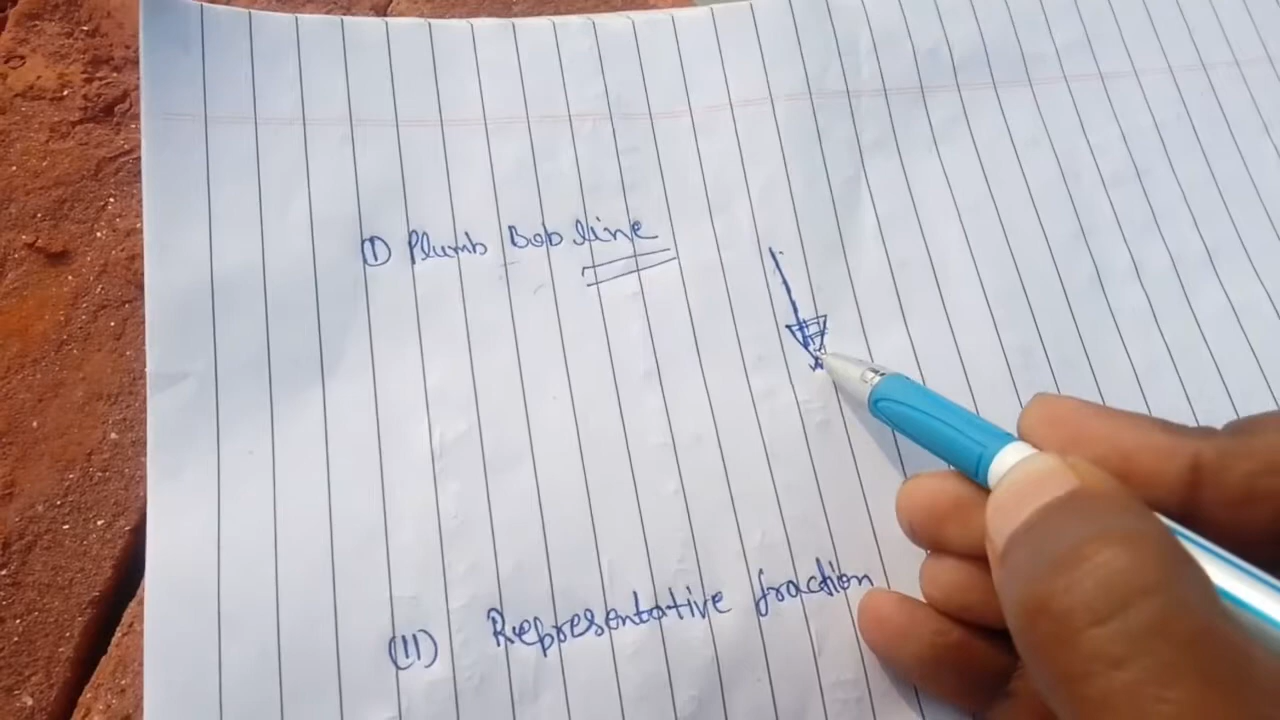 (I) Plumb Bob line
(II) Representative fraction